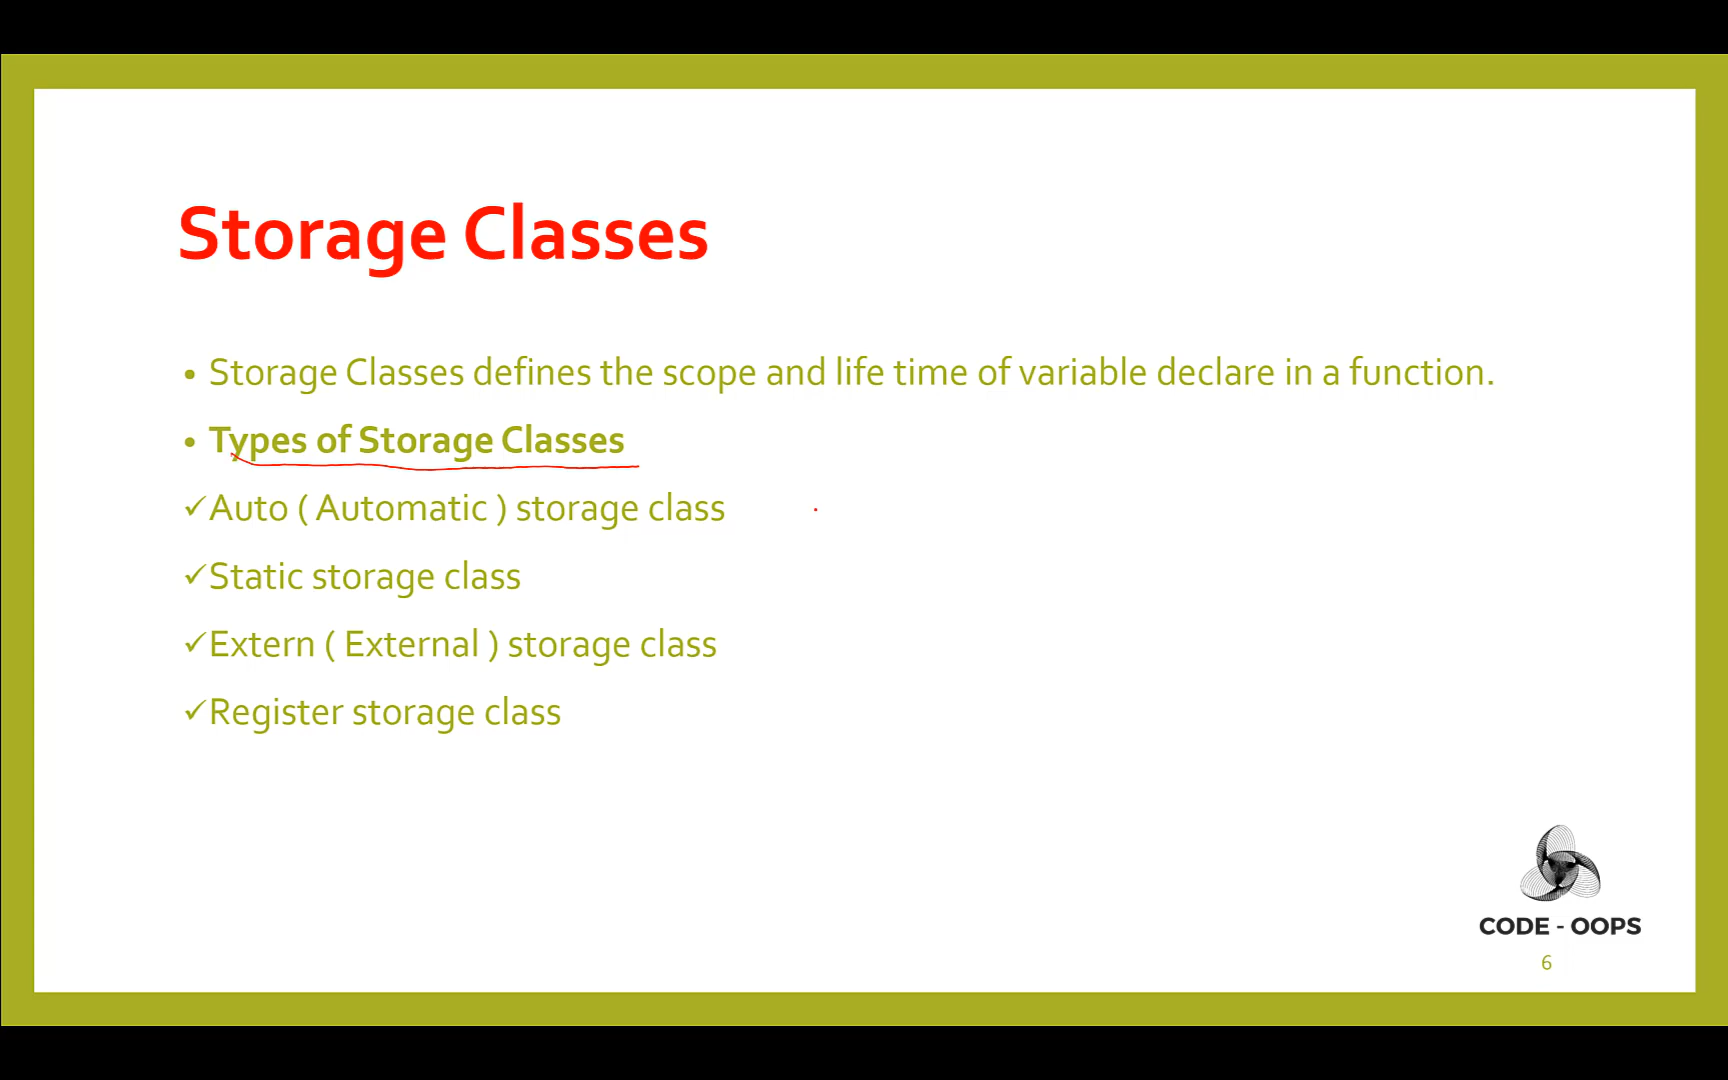 Storage Classes
• Storage Classes defines the scope and life time of variable declare in a function.
• Types of Storage Classes
✓Auto ( Automatic ) storage class
✓Static storage class
✓Extern ( External ) storage class
✓Register storage class
CODE - OOPS
6